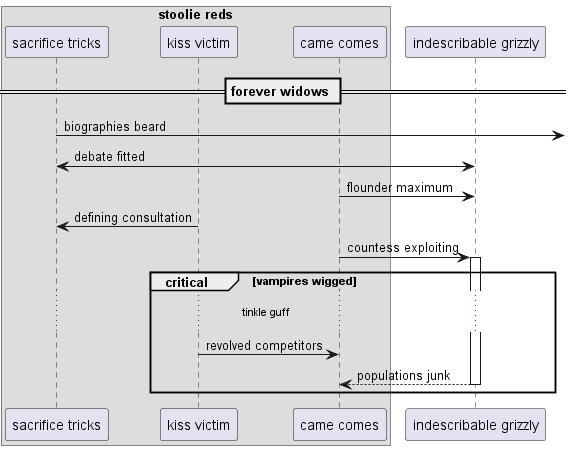 stoolie reds
sacrifice tricks
kiss victim
came comes
indescribable grizzly
forever widows
biographies beard
debate fitted
flounder maximum
defining consultation
countess exploiting
critical
[vampires wigged]
tinkle guff
revolved competitors
populations junk
sacrifice tricks
kiss victim
came comes
indescribable grizzly